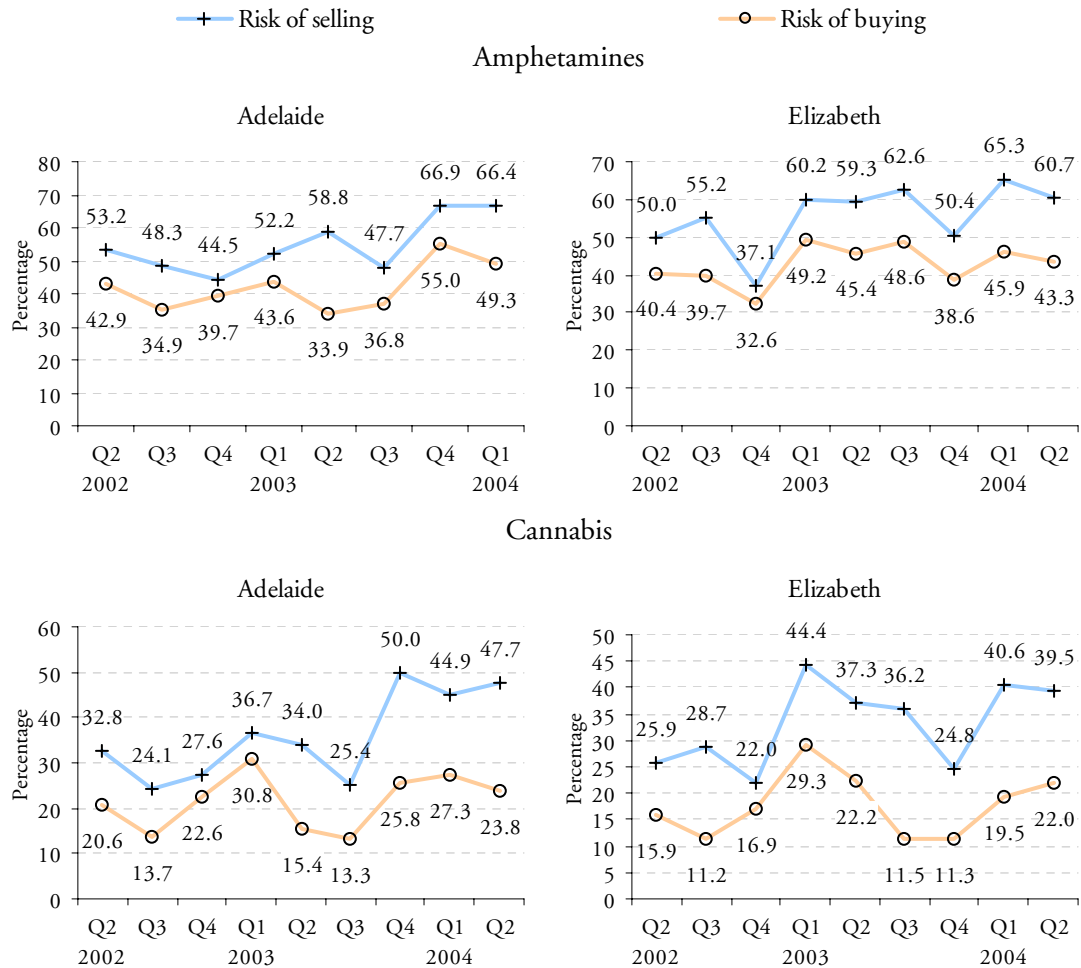 Risk of selling Risk of buying
Amphetamines
Adelaide
Percentage
80
70
60
50
40
30
20
10
0
53.2 48.3 44.5 52.2 58.8 47.7 66.9 66.4
42.9 34.9 39.7 43.6 33.9 36.8 55.0 49.3
Q2 Q3 Q4 Q1 Q2 Q3 Q4 Q1
2002 2003 2004
Elizabeth
Percentage
70
60
50
40
30
20
10
0
50.0 55.2 37.1 60.2 59.3 62.6 50.4 65.3 60.7
40.4 39.7 32.6 49.2 45.4 48.6 38.6 45.9 43.3
Q2 Q3 Q4 Q1 Q2 Q3 Q4 Q1 Q2
2002 2003 2004
Cannabis
Adelaide
Percentage
60
50
40
30
20
10
0
32.8 24.1 27.6 36.7 34.0 25.4 50.0 44.9 47.7
20.6 13.7 22.6 30.8 15.4 13.3 25.8 27.3 23.8
Q2 Q3 Q4 Q1 Q2 Q3 Q4 Q1 Q2
2002 2003 2004
Elizabeth
Percentage
50
45
40
35
30
25
20
15
10
5
0
25.9 28.7 22.0 44.4 37.3 36.2 24.8 40.6 39.5
15.9 11.2 16.9 29.3 22.2 11.5 11.3 19.5 22.0
Q2 Q3 Q4 Q1 Q2 Q3 Q4 Q1 Q2
2002 2003 2004